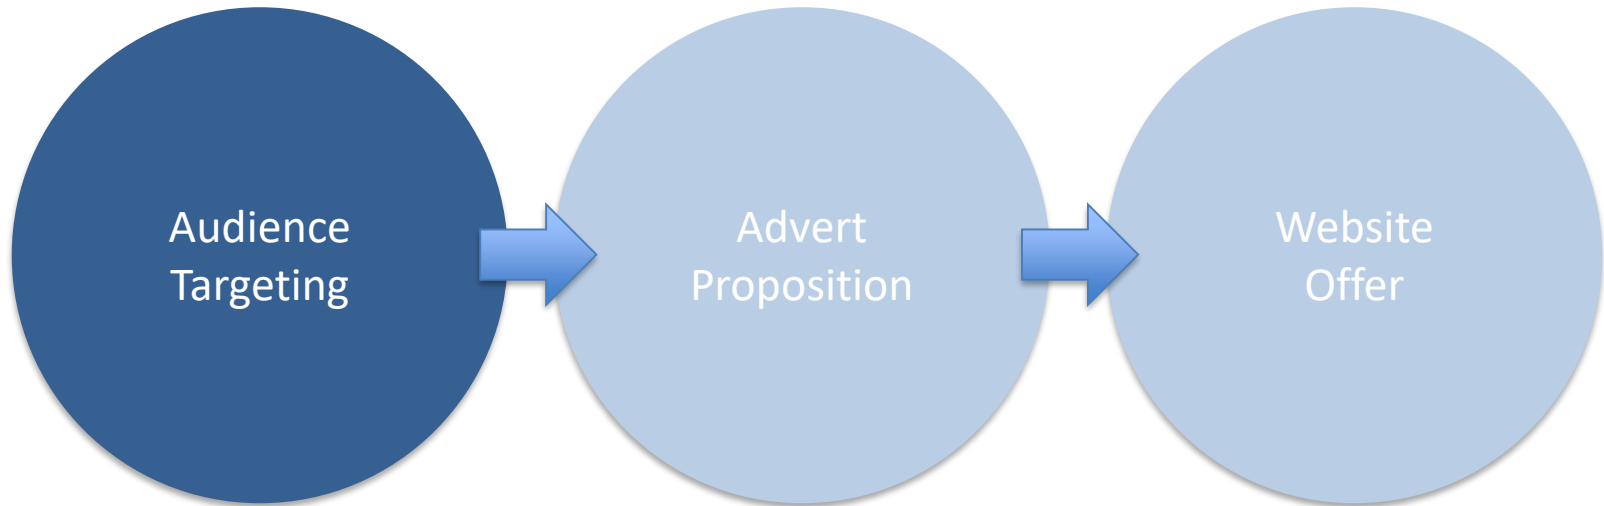 Audience
Targeting
Advert
Proposition
Website
Offer